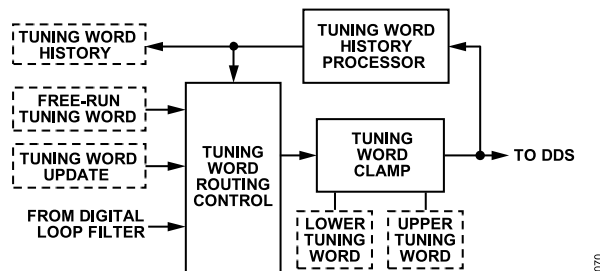 TUNING WORD
HISTORY
TUNING WORD
HISTORY
PROCESSOR
FREE-RUN
TUNING WORD
TUNING WORD
UPDATE
FROM DIGITAL
LOOP FILTER
TUNING
WORD
ROUTING
CONTROL
TUNING
WORD
CLAMP
TO DDS
LOWER
TUNING
WORD
UPPER
TUNING
WORD
070